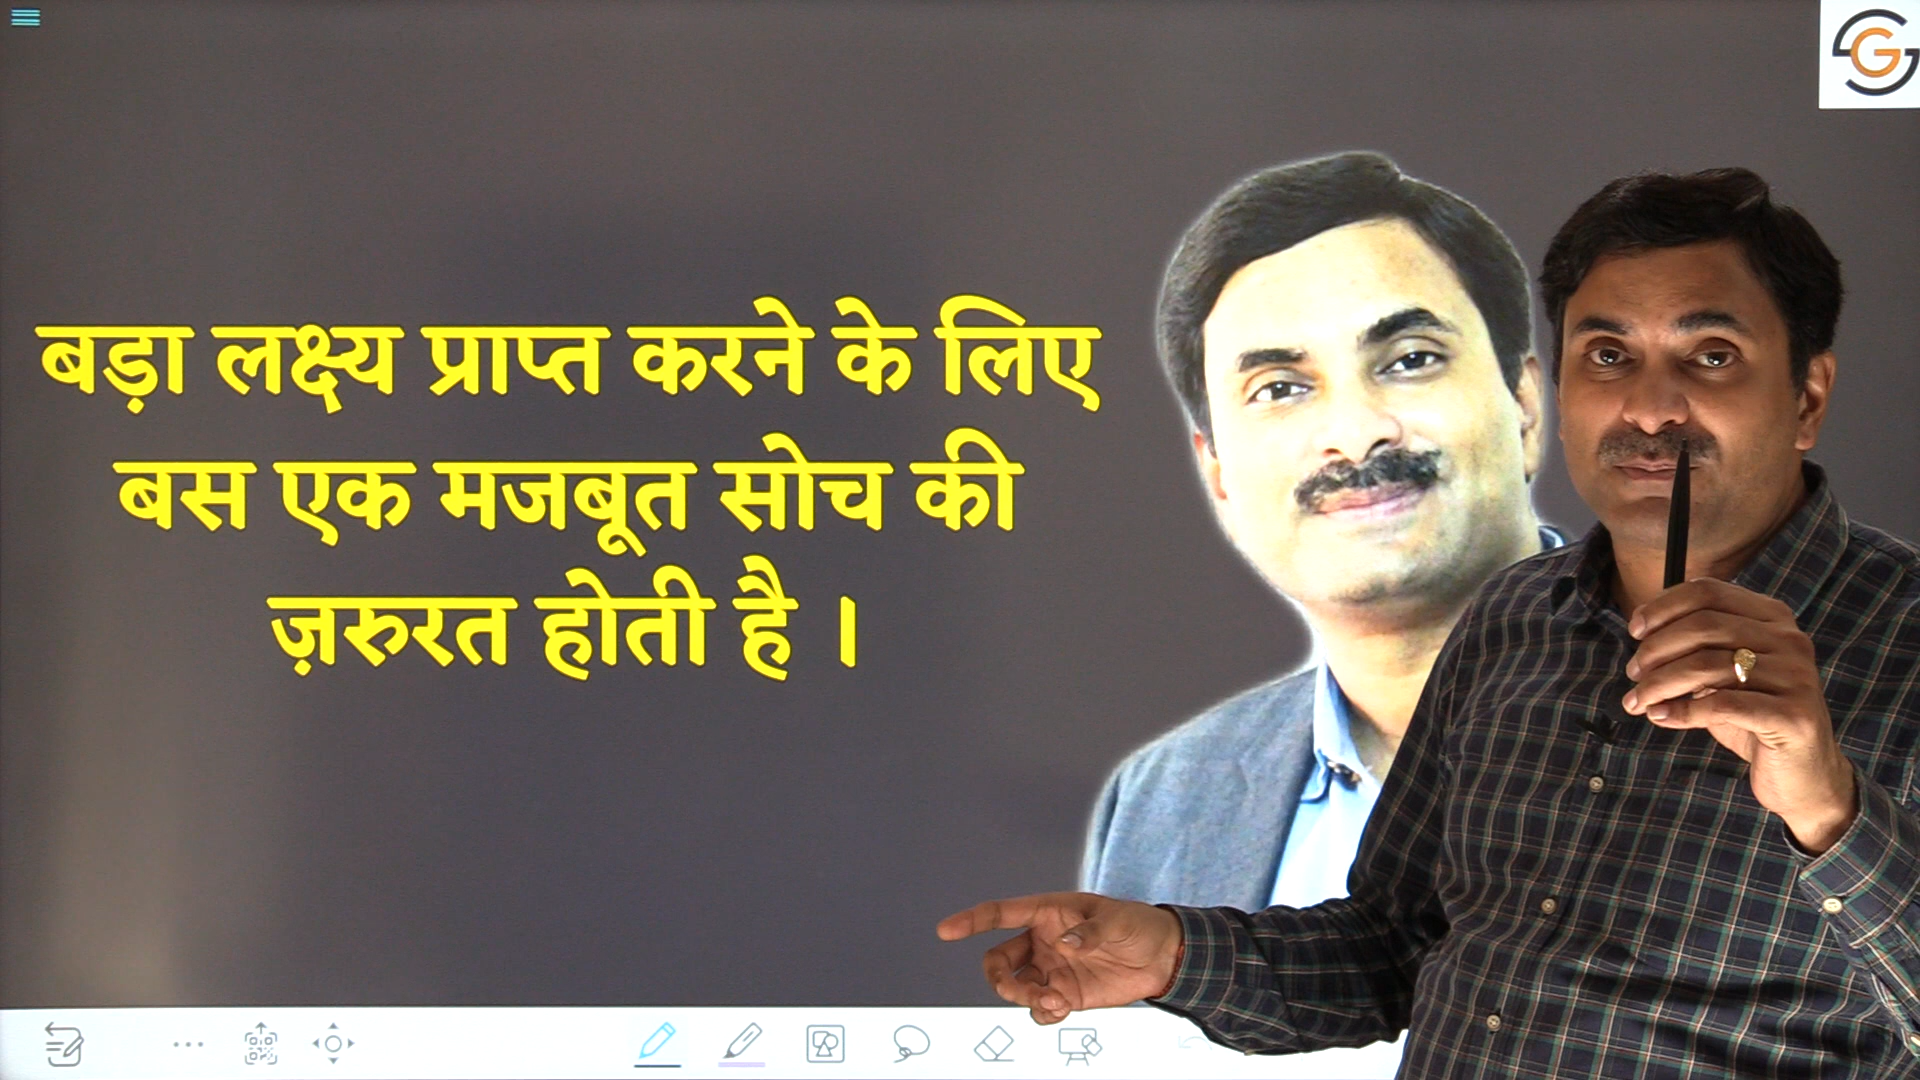 बड़ा लक्ष्य प्राप्त करने के लिए
बस एक मजबूत सोच की
ज़रुरत होती है ।
G